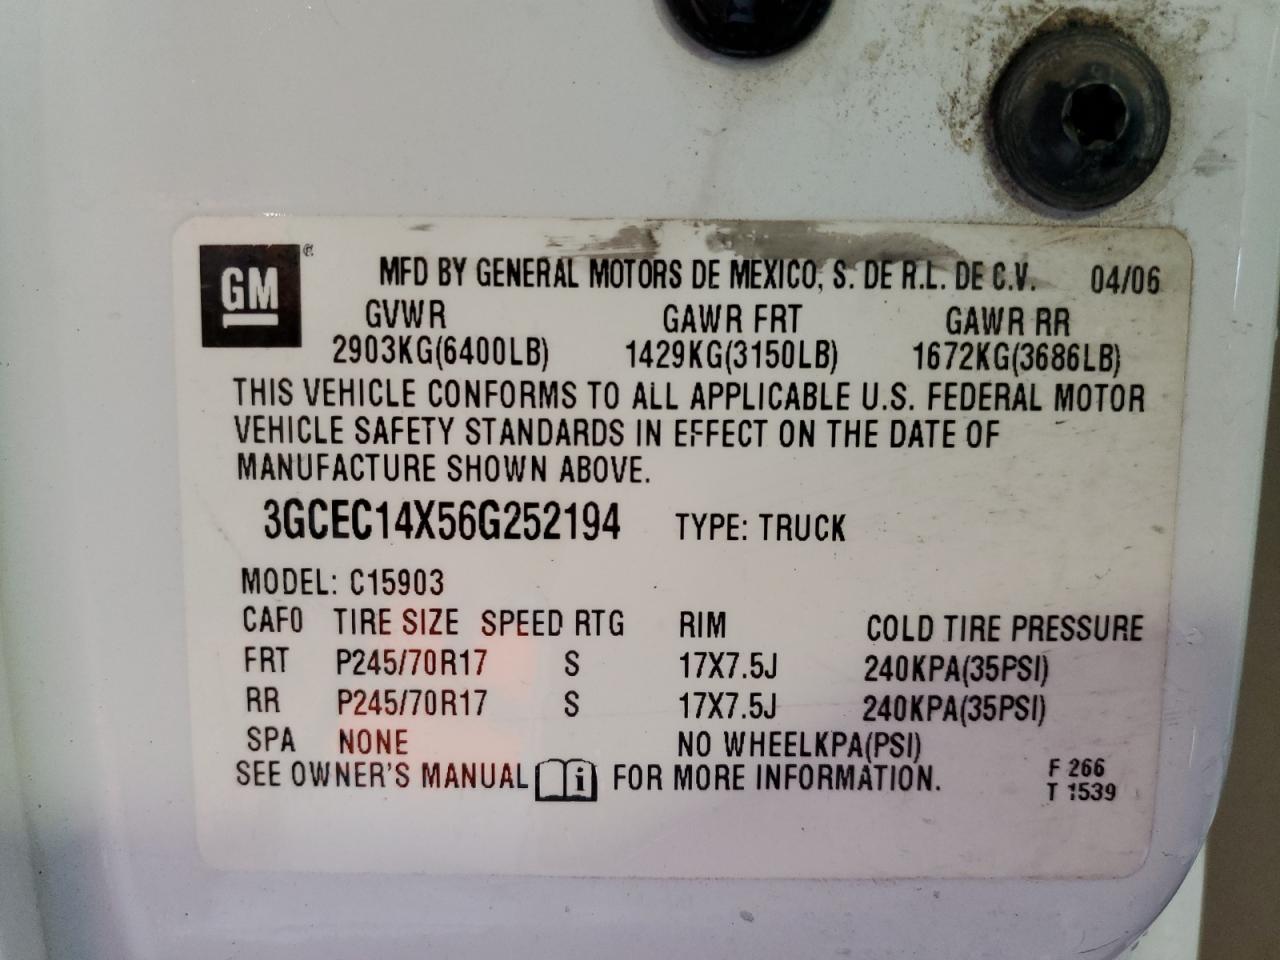 GM ®
MFD BY GENERAL MOTORS DE MEXICO, S. DE R.L. DE C.V. 04/06
GVWR GAWR FRT GAWR RR
2903KG(6400LB) 1429KG(3150LB) 1672KG(3686LB)
THIS VEHICLE CONFORMS TO ALL APPLICABLE U.S. FEDERAL MOTOR
VEHICLE SAFETY STANDARDS IN EFFECT ON THE DATE OF
MANUFACTURE SHOWN ABOVE.
3GCEC14X56G252194 TYPE: TRUCK
MODEL: C15903
CAFO TIRE SIZE SPEED RTG RIM COLD TIRE PRESSURE
FRT P245/70R17 S 17X7.5J 240KPA(35PSI)
RR P245/70R17 S 17X7.5J 240KPA(35PSI)
SPA NONE NO WHEELKPA(PSI)
SEE OWNER'S MANUAL i FOR MORE INFORMATION.
F 266
T 1539